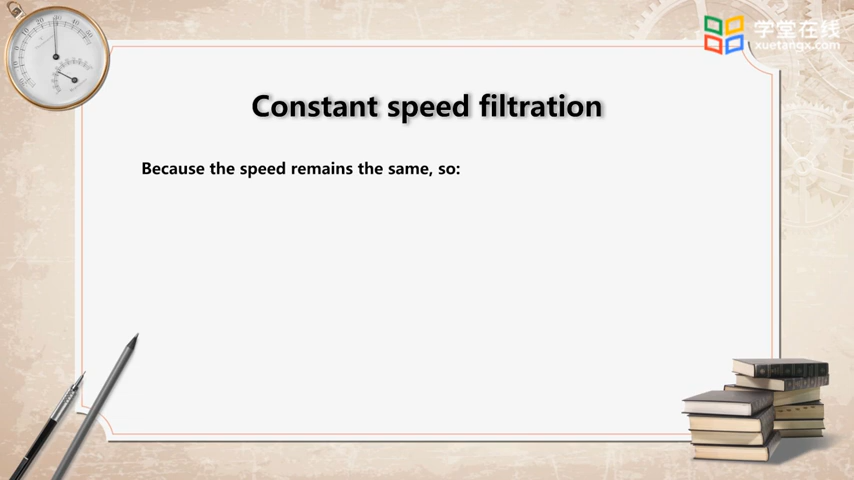 学堂在线
xuetangx.com
Constant speed filtration
Because the speed remains the same, so: